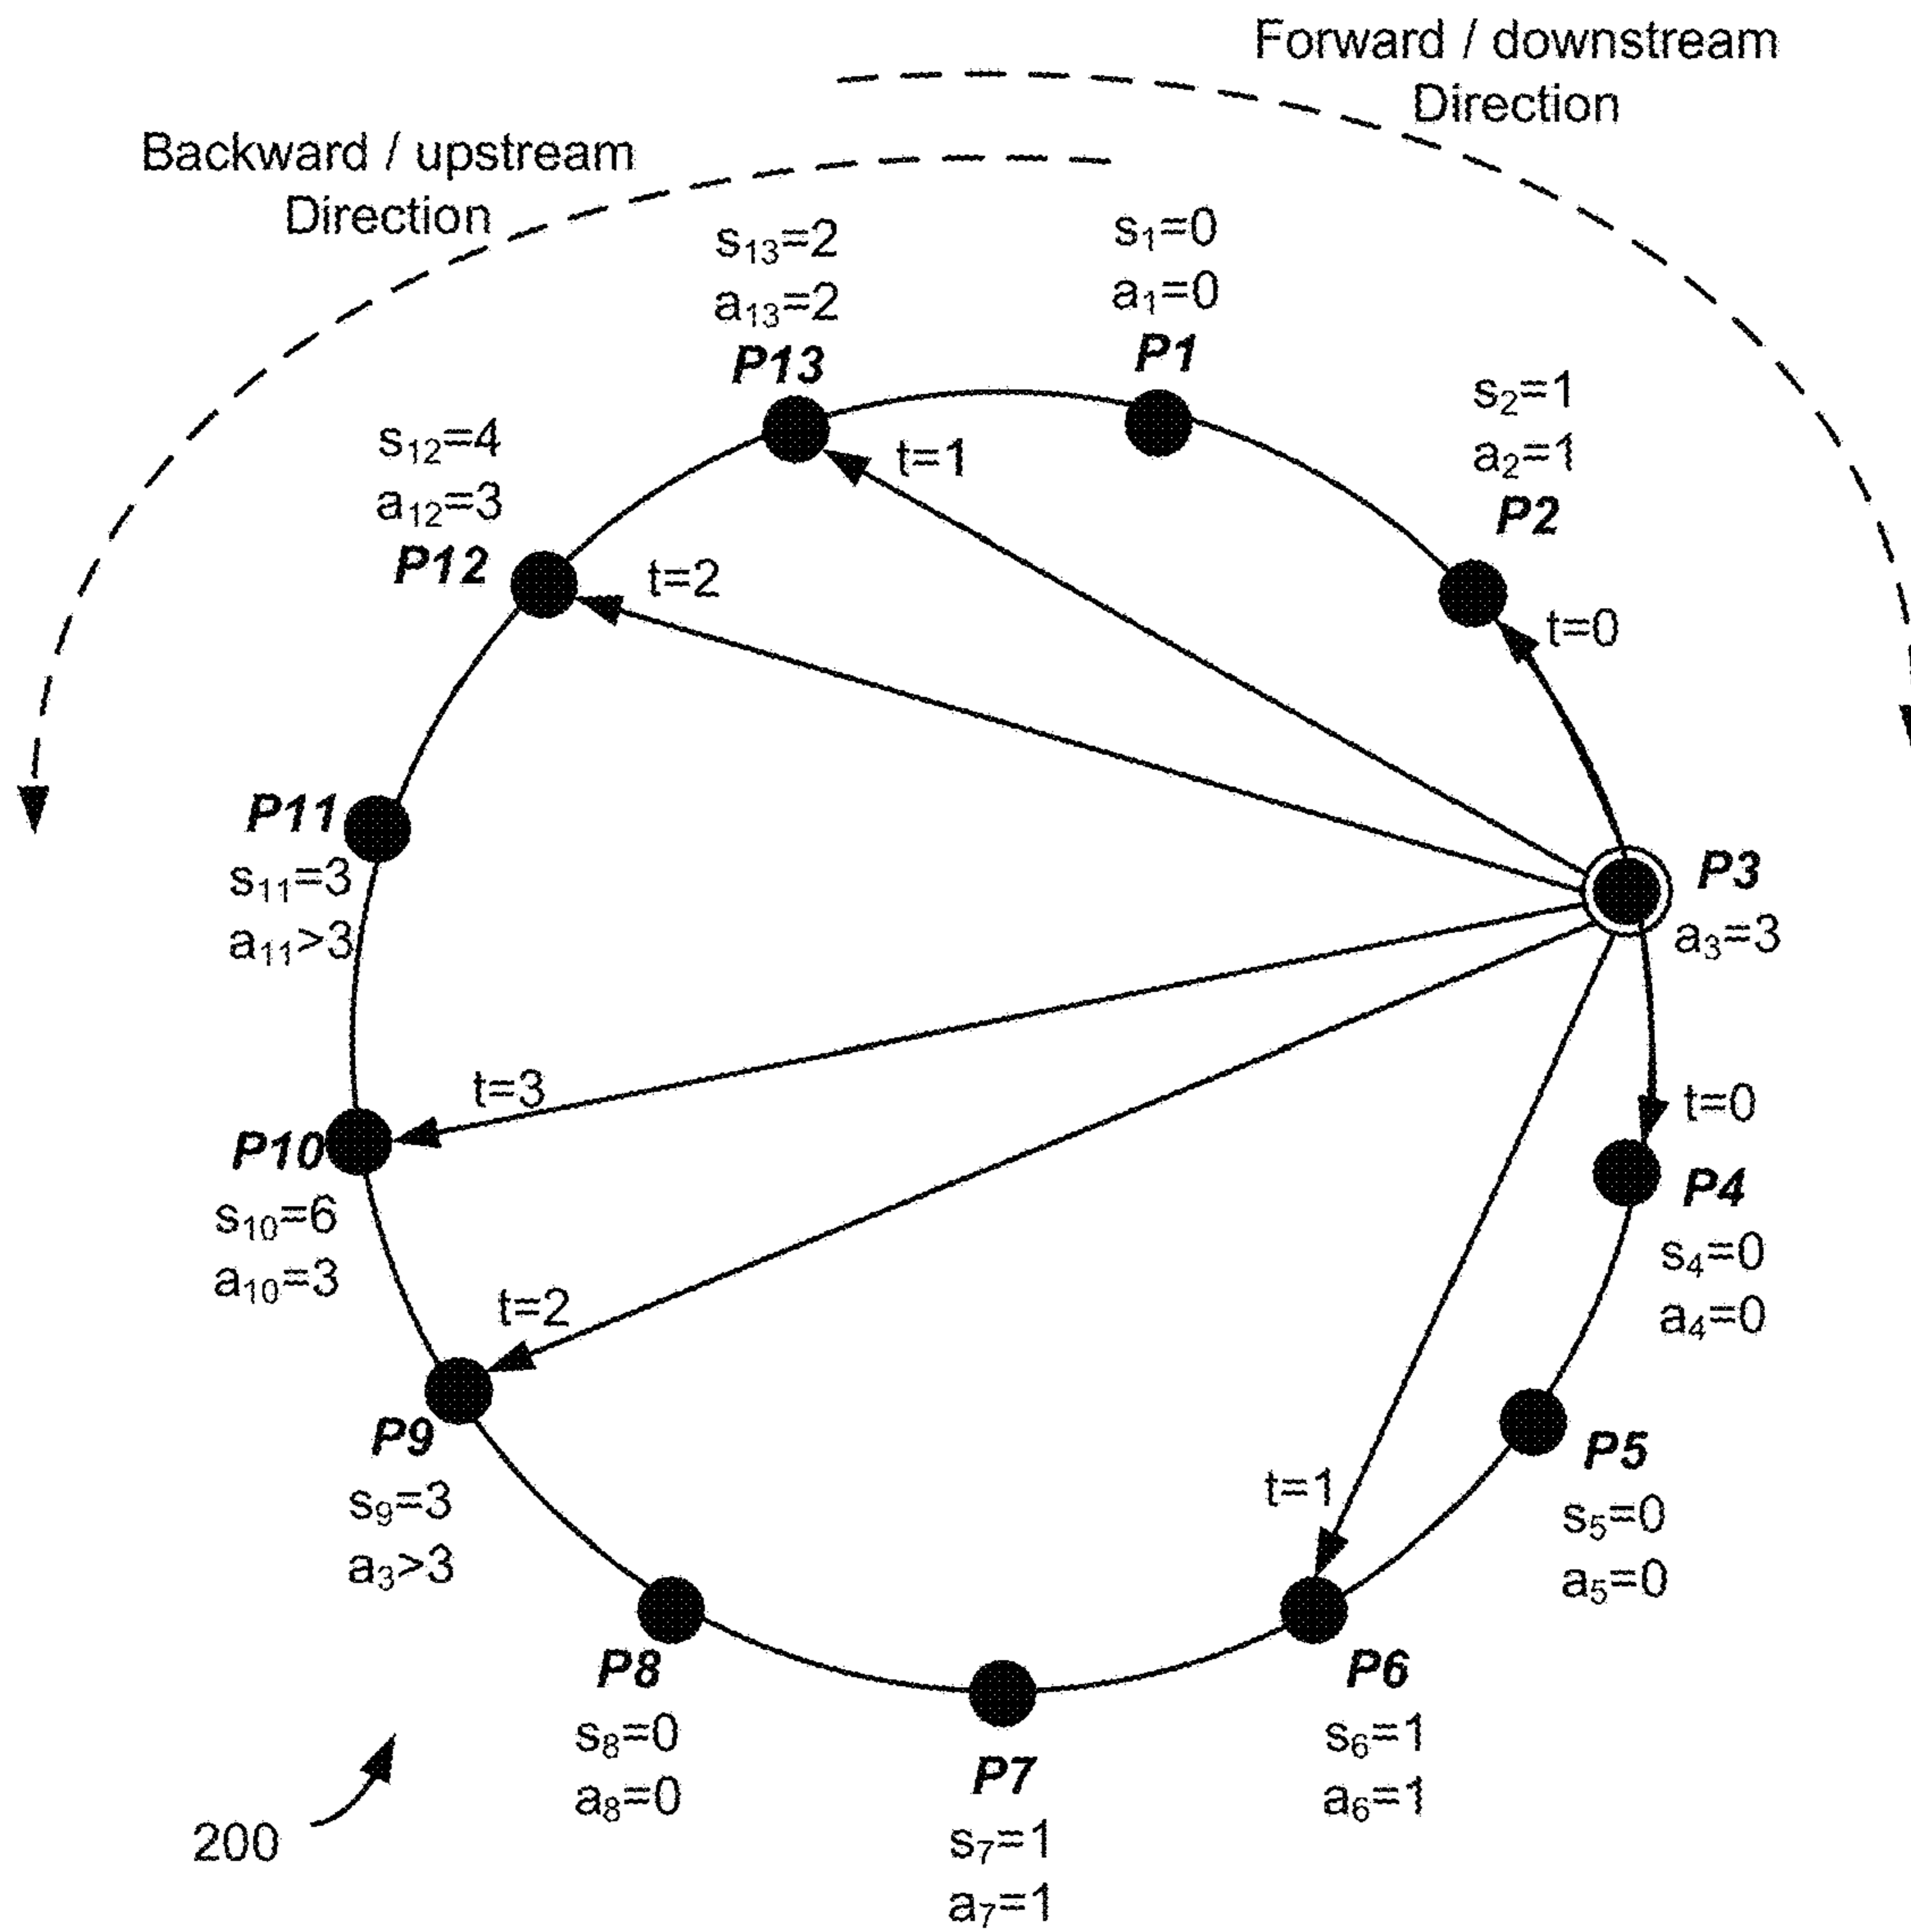 Forward / downstream
Direction
Backward / upstream
Direction
s₁₃=2
a₁₃=2
P13
s₁=0
a₁=0
P1
s₂=1
a₂=1
P2
s₁₂=4
a₁₂=3
P12
t=1
t=2
t=0
P11
s₁₁=3
a₁₁>3
P3
a₃=3
t=3
t=0
P10
s₁₀=6
a₁₀=3
P4
s₄=0
a₄=0
t=2
P9
s₉=3
a₃>3
t=1
P5
s₅=0
a₅=0
P8
s₈=0
a₈=0
P7
s₇=1
a₇=1
P6
s₆=1
a₆=1
200